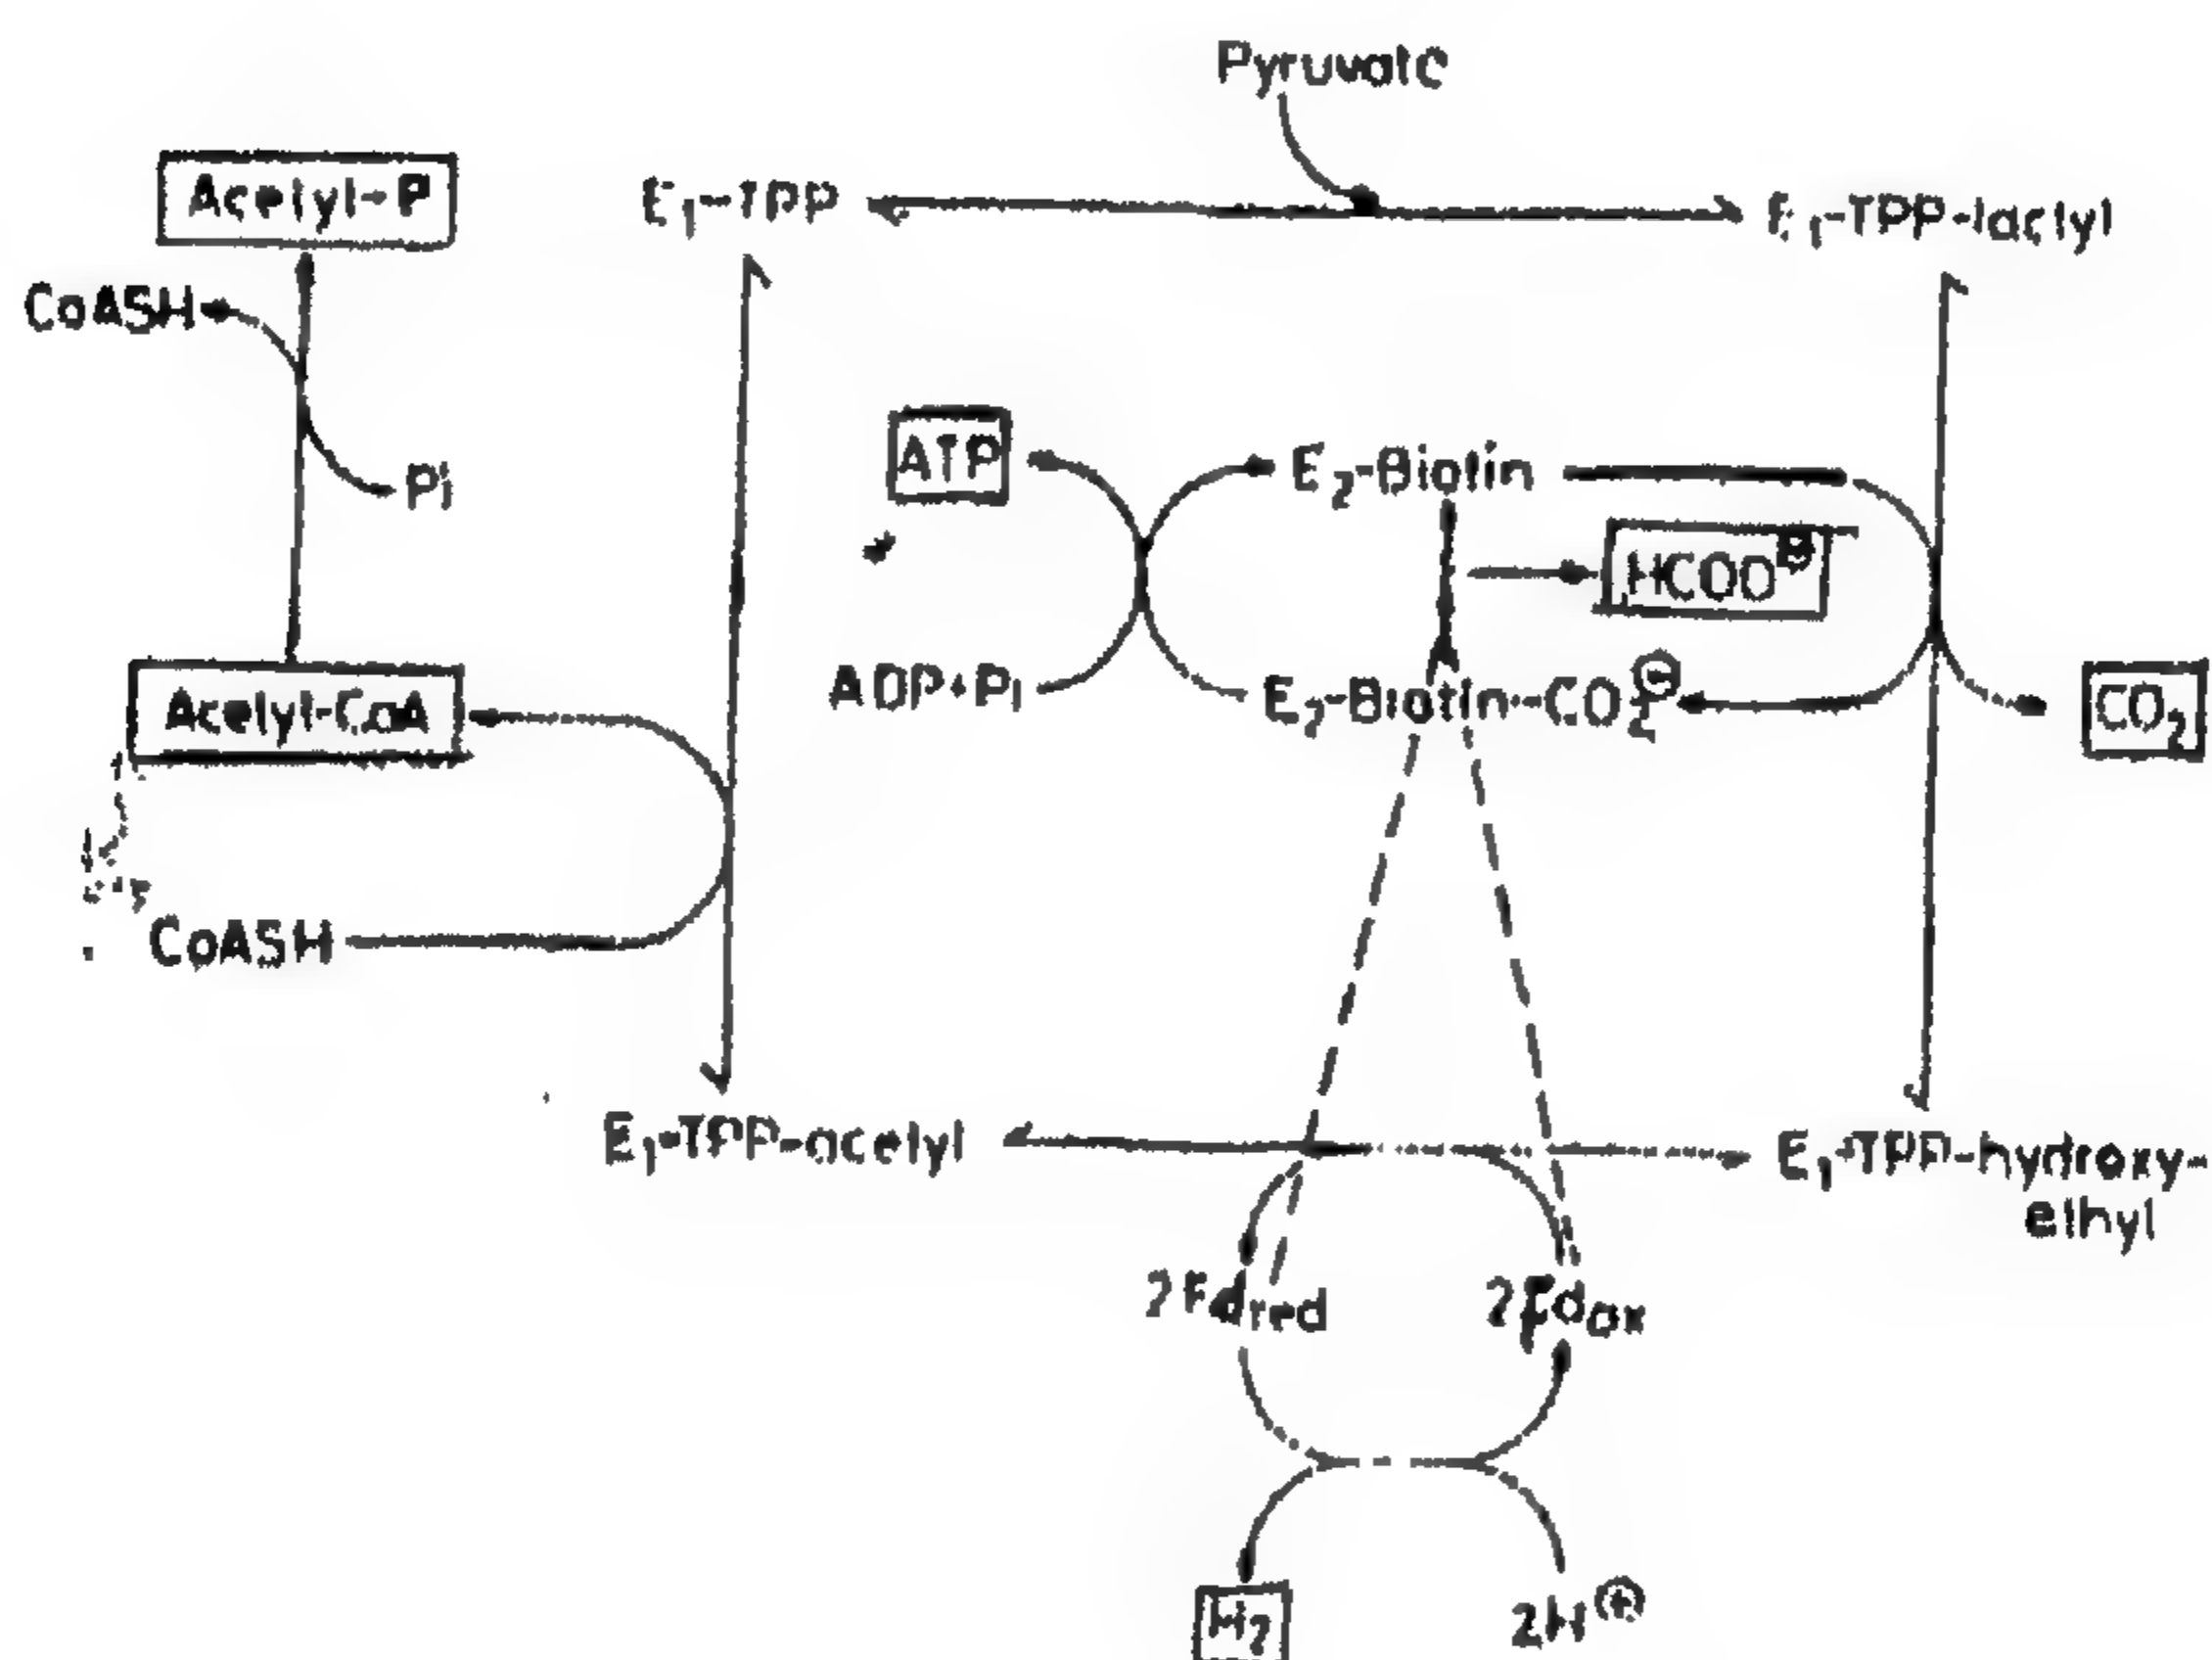 Pyruvate
Acetyl-P
E1-TPP
E1-TPP-lactyl
CoASH
Pi
ATP
E2-Biotin
HCOO⊖
ADP+Pi
E2-Biotin-CO2⊖
CO2
Acetyl-CoA
CoASH
E1-TPP-acetyl
E1-TPP-hydroxy-
ethyl
2Fdred
2Fdox
H2
2H⊕